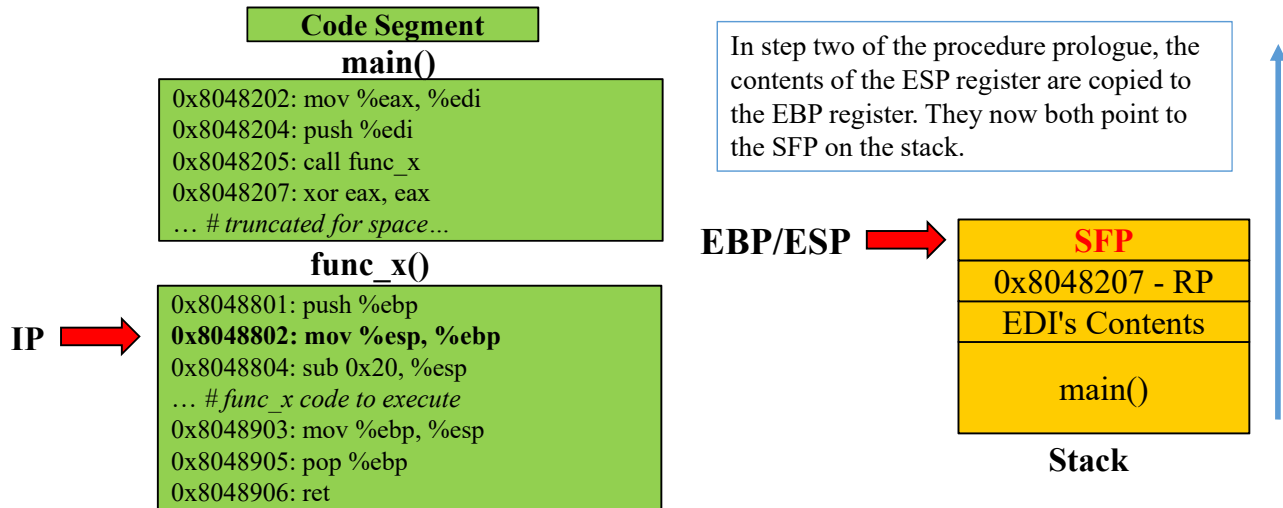 Code Segment
main()
0x8048202: mov %eax, %edi
0x8048204: push %edi
0x8048205: call func_x
0x8048207: xor eax, eax
… # truncated for space…
func_x()
IP
0x8048801: push %ebp
0x8048802: mov %esp, %ebp
0x8048804: sub 0x20, %esp
… # func_x code to execute
0x8048903: mov %ebp, %esp
0x8048905: pop %ebp
0x8048906: ret
In step two of the procedure prologue, the
contents of the ESP register are copied to
the EBP register. They now both point to
the SFP on the stack.
EBP/ESP
SFP
0x8048207 - RP
EDI's Contents
main()
Stack